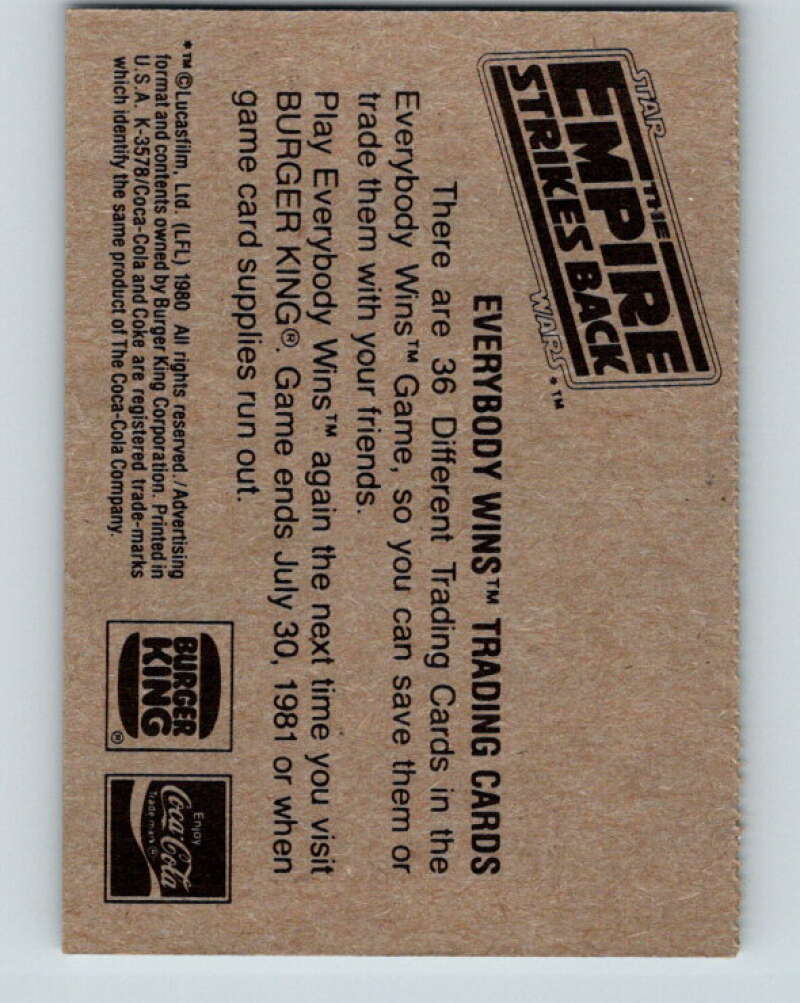 STAR
THE
EMPIRE
STRIKES BACK
WARS *™
EVERYBODY WINS™ TRADING CARDS
There are 36 Different Trading Cards in the
Everybody Wins™ Game, so you can save them or
trade them with your friends.
Play Everybody Wins™ again the next time you visit
BURGER KING®. Game ends July 30, 1981 or when
game card supplies run out.
*™ ©Lucasfilm, Ltd. (LFL) 1980 All rights reserved./Advertising
format and contents owned by Burger King Corporation. Printed in
U.S.A. K-3578/Coca-Cola and Coke are registered trade-marks
which identify the same product of The Coca-Cola Company.
BURGER
KING®
Enjoy
Coca-Cola
Trade-mark®